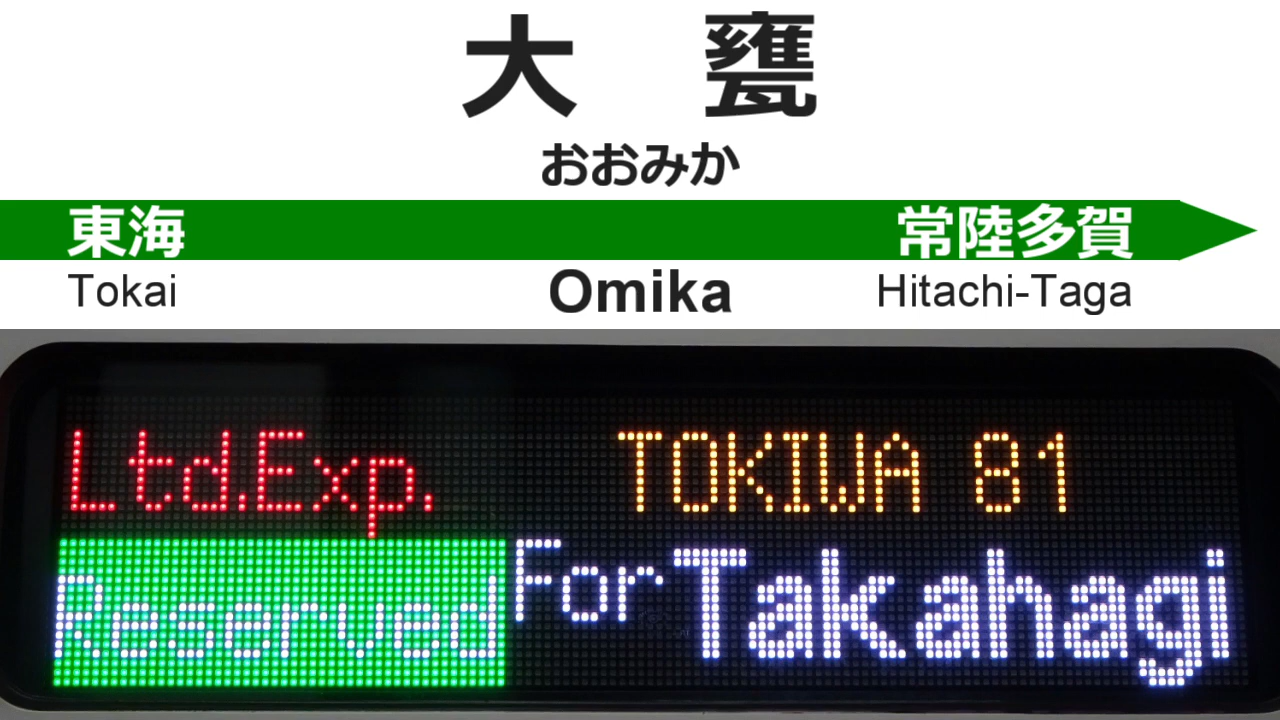 大甕
おおみか
東海 常陸多賀
Tokai Omika Hitachi-Taga
Ltd.Exp. TOKIWA 81
Reserved For Takahagi